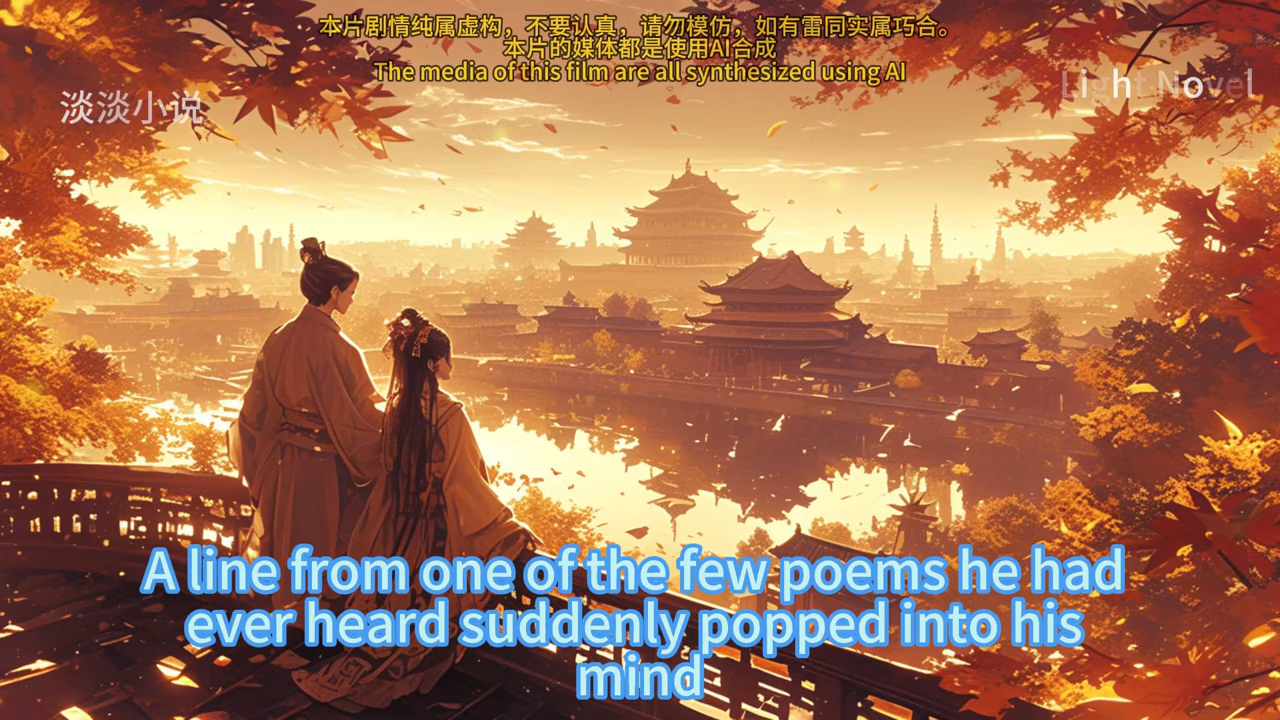 本片剧情纯属虚构，不要认真，请勿模仿，如有雷同实属巧合。
本片的媒体都是使用AI合成
The media of this film are all synthesized using AI
淡淡小说
Light Novel
A line from one of the few poems he had
ever heard suddenly popped into his
mind